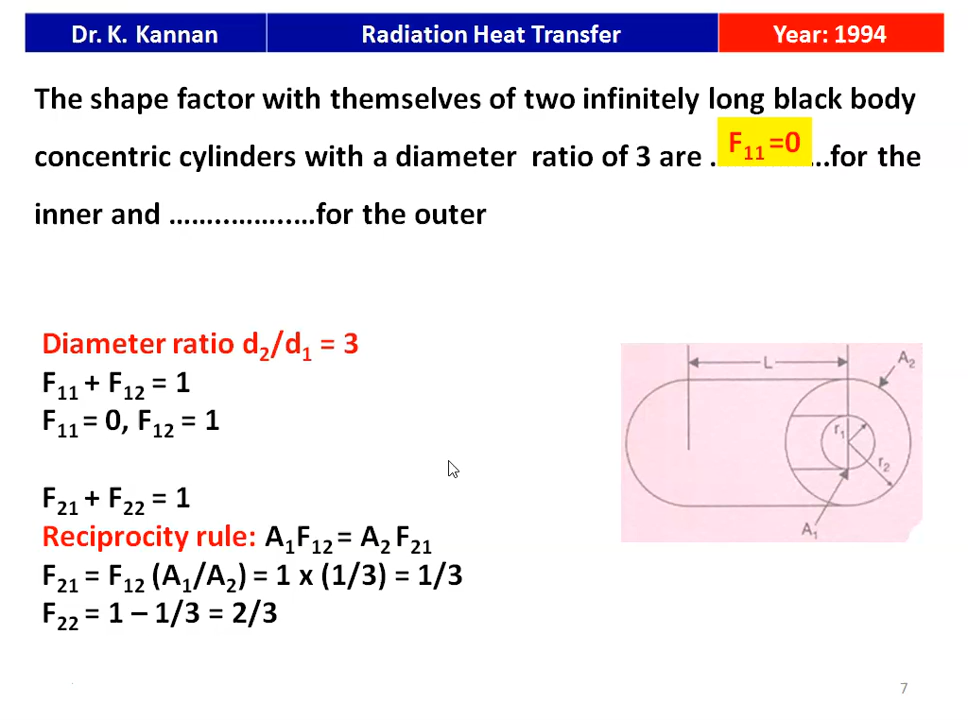 Dr. K. Kannan Radiation Heat Transfer Year: 1994
The shape factor with themselves of two infinitely long black body
concentric cylinders with a diameter ratio of 3 are . F₁₁ =0 ...for the
inner and ……..……..…for the outer
Diameter ratio d₂/d₁ = 3
F₁₁ + F₁₂ = 1
F₁₁ = 0, F₁₂ = 1
F₂₁ + F₂₂ = 1
Reciprocity rule: A₁F₁₂ = A₂ F₂₁
F₂₁ = F₁₂ (A₁/A₂) = 1 x (1/3) = 1/3
F₂₂ = 1 – 1/3 = 2/3
L
A₂
r₁
r₂
A₁
7